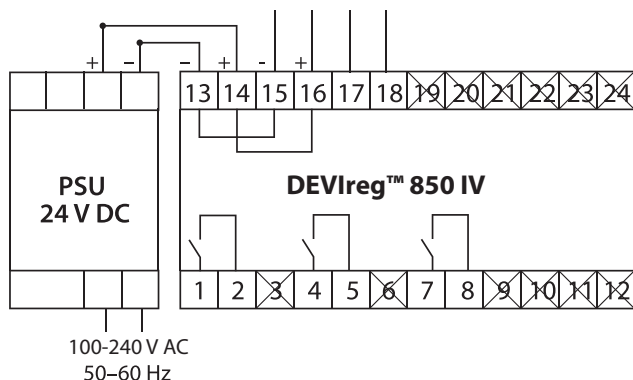 + – – + - +
13 14 15 16 17 18 19 20 21 22 23 24
PSU
24 V DC
DEVIreg™ 850 IV
1 2 3 4 5 6 7 8 9 10 11 12
100-240 V AC
50–60 Hz